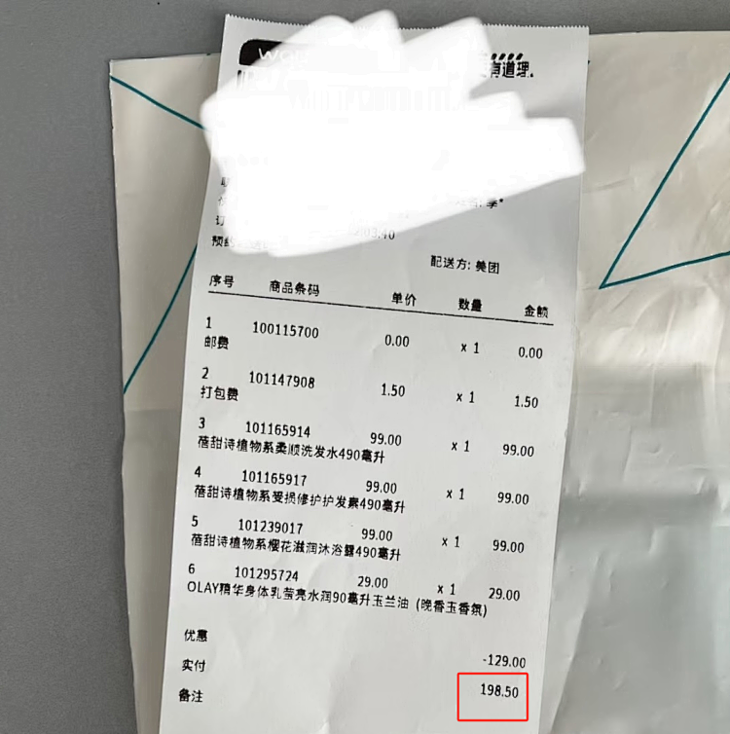 有道理.
预约
配送方: 美团
序号 商品条码 单价 数量 金额
1 100115700 0.00 x 1 0.00
邮费
2 101147908 1.50 x 1 1.50
打包费
3 101165914 99.00 x 1 99.00
蓓甜诗植物系柔顺洗发水490毫升
4 101165917 99.00 x 1 99.00
蓓甜诗植物系受损修护护发素490毫升
5 101239017 99.00 x 1 99.00
蓓甜诗植物系樱花滋润沐浴露490毫升
6 101295724 29.00 x 1 29.00
OLAY精华身体乳莹亮水润90毫升玉兰油 (晚香玉香氛)
优惠 -129.00
实付 198.50
备注